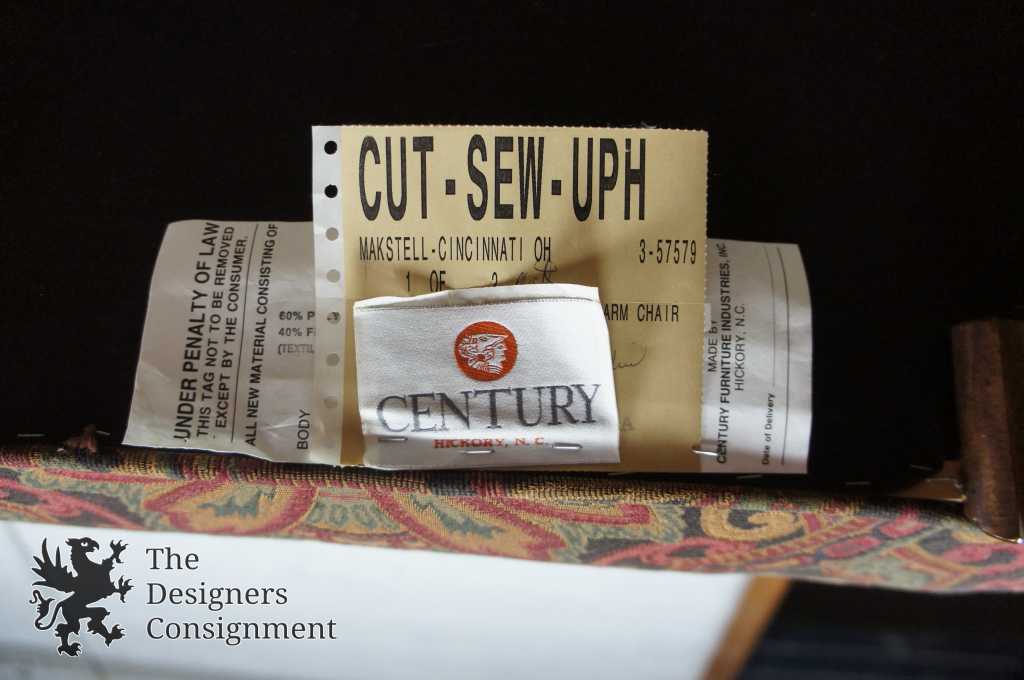 CUT-SEW-UPH
MAKSTELL-CINCINNATI OH 3-57579
1 OF
ARM CHAIR
CENTURY
HICKORY, N.C.
UNDER PENALTY OF LAW
THIS TAG NOT TO BE REMOVED
EXCEPT BY THE CONSUMER.
ALL NEW MATERIAL CONSISTING OF
BODY
60% P
40% F
(TEXTIL
MADE BY
CENTURY FURNITURE INDUSTRIES, INC
HICKORY, N.C.
Date of Delivery
The
Designers
Consignment